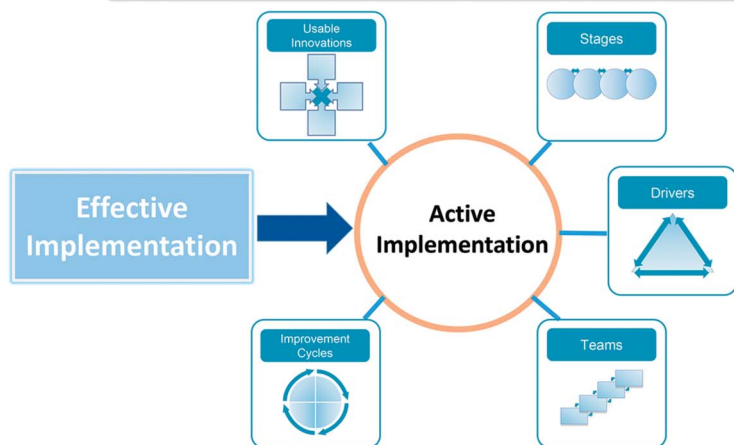 Usable
Innovations
Stages
Effective
Implementation
Active
Implementation
Drivers
Improvement
Cycles
Teams